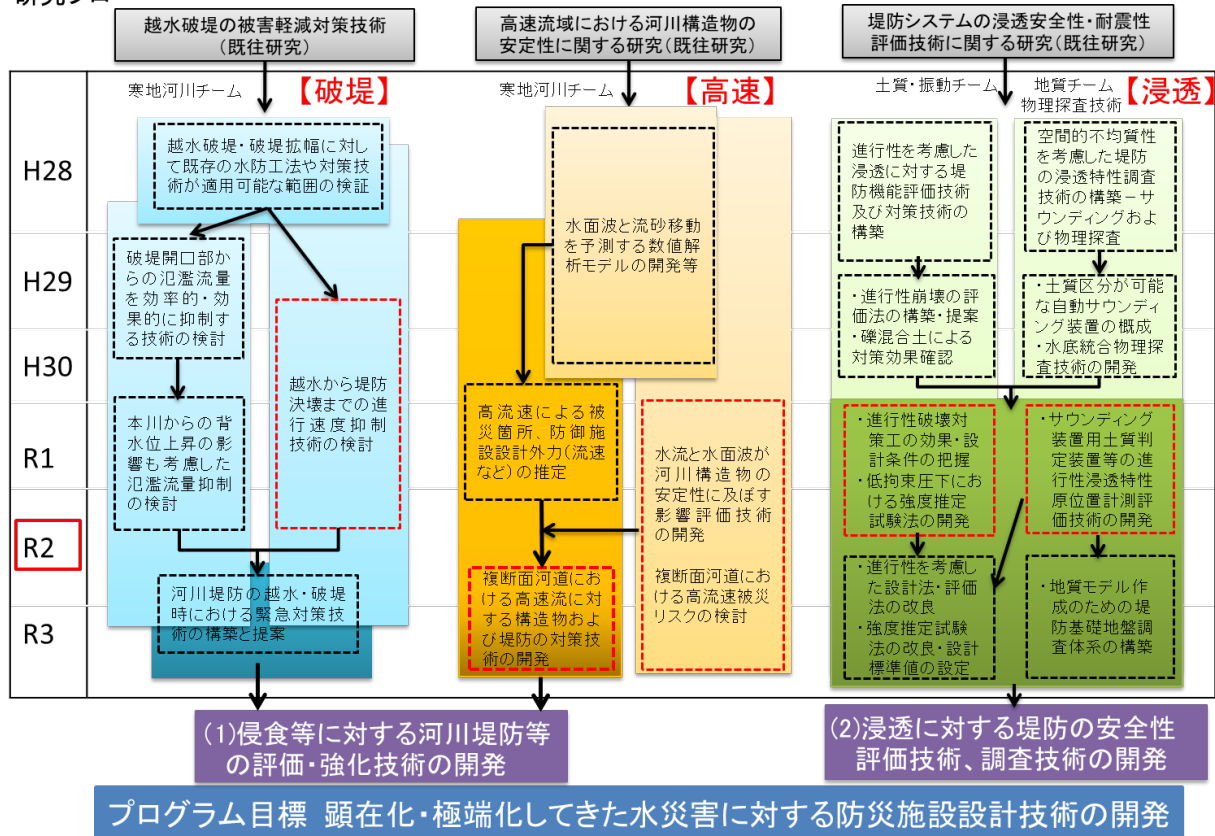 越水破堤の被害軽減対策技術
(既往研究)
高速流域における河川構造物の
安定性に関する研究(既往研究)
堤防システムの浸透安全性・耐震性
評価技術に関する研究(既往研究)
寒地河川チーム
【破堤】
寒地河川チーム
【高速】
土質・振動チーム
地質チーム
物理探査技術
【浸透】
H28
H29
H30
R1
R2
R3
越水破堤・破堤拡幅に対し
て既存の水防工法や対策技
術が適用可能な範囲の検証
破堤開口部か
らの氾濫流量
を効率的・効
果的に抑制す
る技術の検討
本川からの背
水位上昇の影
響も考慮した
氾濫流量抑制
の検討
越水から堤防
決壊までの進
行速度抑制
技術の検討
河川堤防の越水・破堤
時における緊急対策技
術の構築と提案
水面波と流砂移動
を予測する数値解
析モデルの開発等
高流速による被
災箇所、防御施
設設計外力(流速
など)の推定
水流と水面波が
河川構造物の
安定性に及ぼす
影響評価技術
の開発
複断面河道にお
ける高流速被災
リスクの検討
複断面河道にお
ける高速流に対
する構造物およ
び堤防の対策技
術の開発
進行性を考慮した
浸透に対する堤
防機能評価技術
及び対策技術の
構築
・進行性崩壊の評
価法の構築・提案
・礫混合土による
対策効果確認
空間的不均質性
を考慮した堤防
の浸透特性調査
技術の構築－サ
ウンディングおよ
び物理探査
・土質区分が可能
な自動サウンディ
ング装置の概成
・水底統合物理探
査技術の開発
・進行性破壊対
策工の効果・設
計条件の把握
・低拘束圧下にお
ける強度推定
試験法の開発
・サウンディング
装置用土質判
定装置等の進
行性浸透特性
原位置計測評
価技術の開発
・進行性を考慮し
た設計法・評価
法の改良
・強度推定試験
法の改良・設計
標準値の設定
・地質モデル作
成のための堤
防基礎地盤調
査体系の構築
(1)侵食等に対する河川堤防等
の評価・強化技術の開発
(2)浸透に対する堤防の安全性
評価技術、調査技術の開発
プログラム目標 顕在化・極端化してきた水災害に対する防災施設設計技術の開発